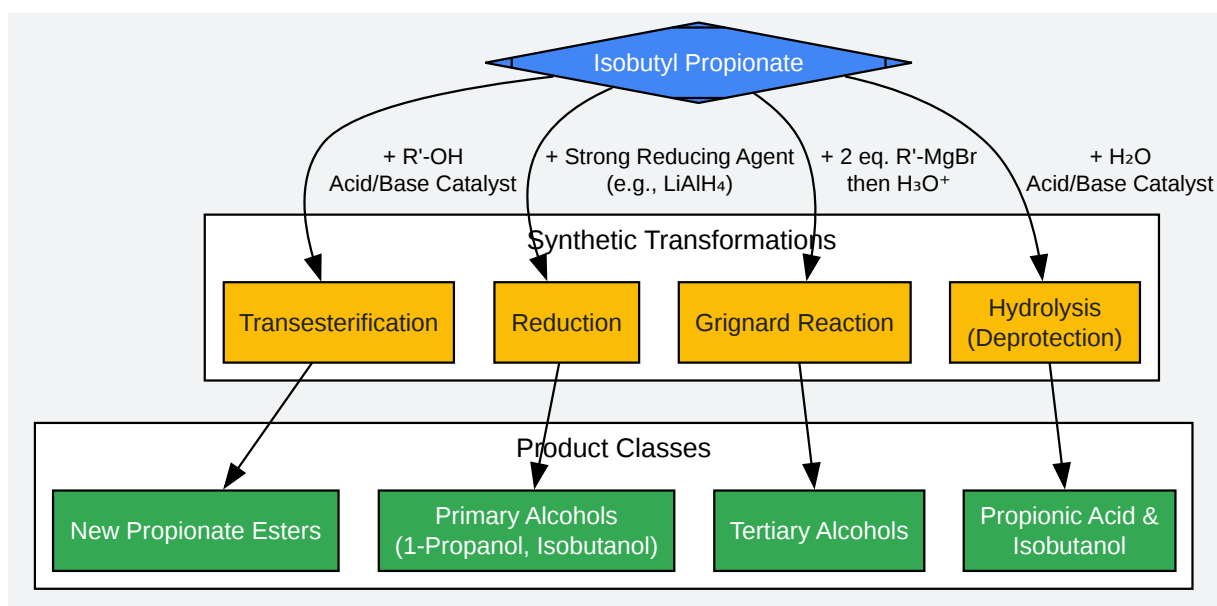 Isobutyl Propionate
+ R'-OH
Acid/Base Catalyst
+ Strong Reducing Agent
(e.g., LiAlH₄)
+ 2 eq. R'-MgBr
then H₃O⁺
+ H₂O
Acid/Base Catalyst
Synthetic Transformations
Transesterification
Reduction
Grignard Reaction
Hydrolysis
(Deprotection)
Product Classes
New Propionate Esters
Primary Alcohols
(1-Propanol, Isobutanol)
Tertiary Alcohols
Propionic Acid &
Isobutanol